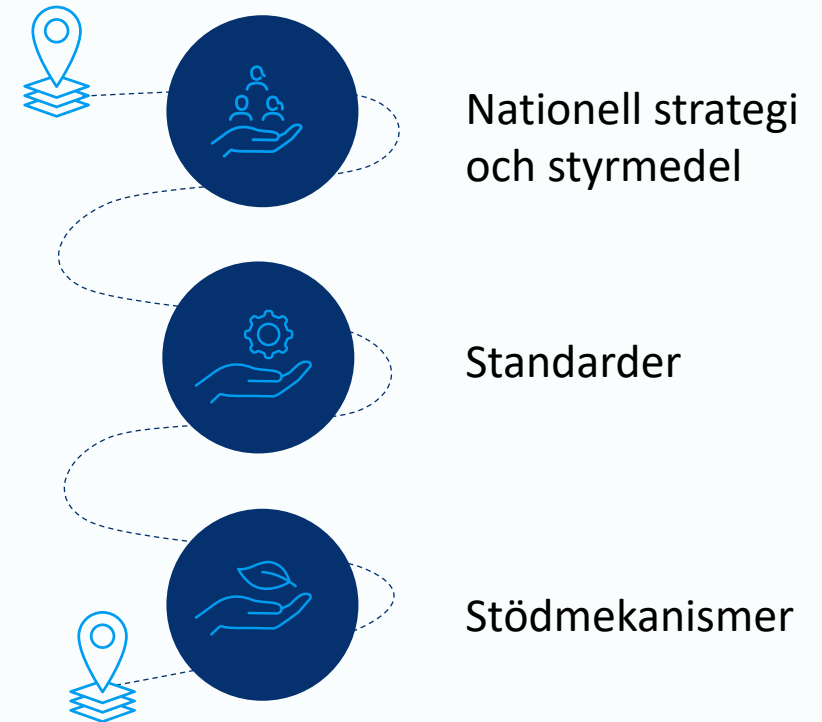 Nationell strategi
och styrmedel
Standarder
Stödmekanismer